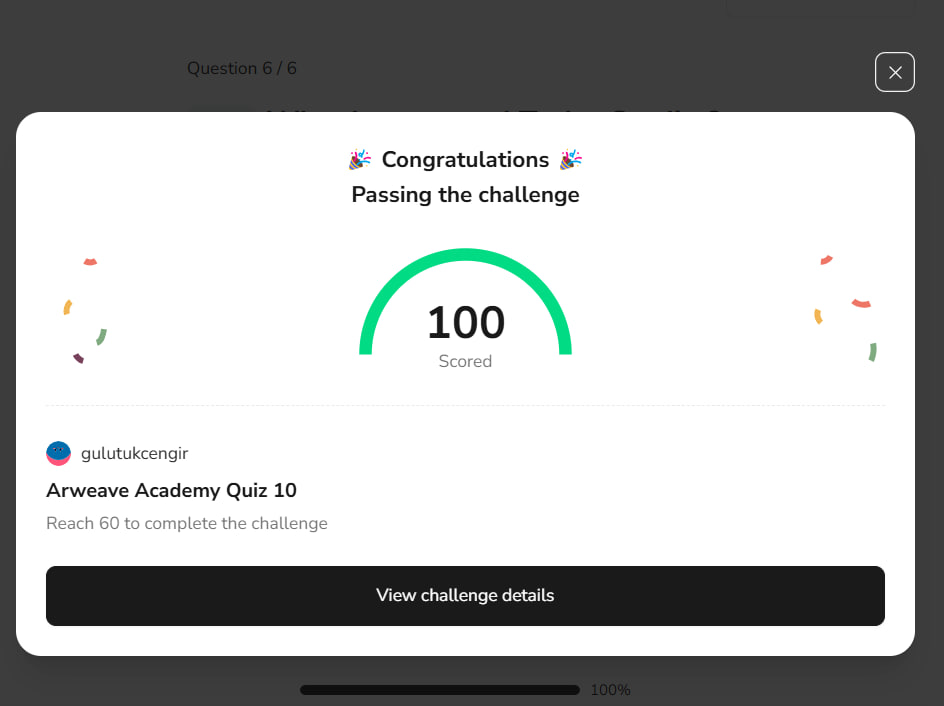 Question 6 / 6
🎉 Congratulations 🎉
Passing the challenge
100
Scored
gulutukcengir
Arweave Academy Quiz 10
Reach 60 to complete the challenge
View challenge details
100%